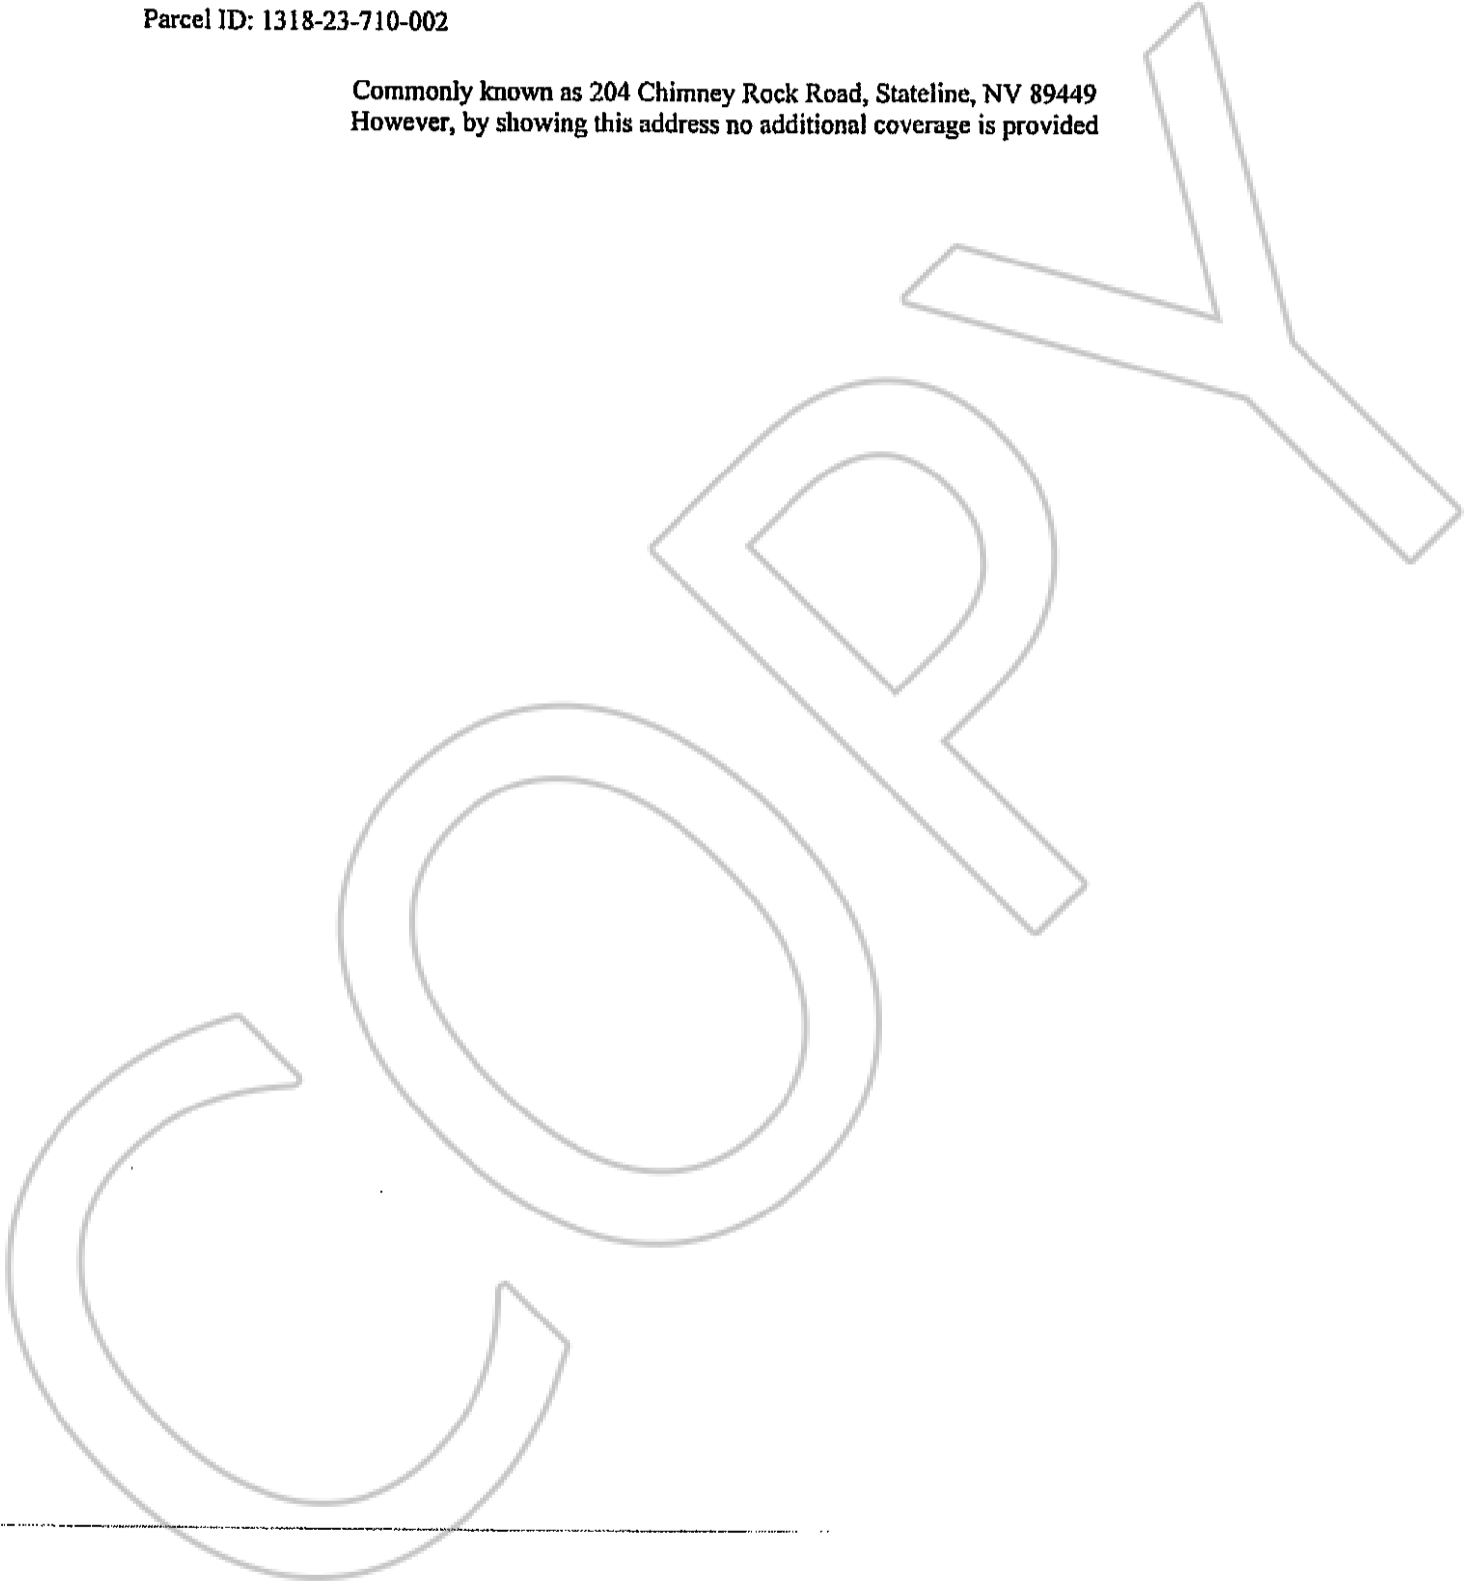 Parcel ID: 1318-23-710-002
Commonly known as 204 Chimney Rock Road, Stateline, NV 89449
However, by showing this address no additional coverage is provided
COPY